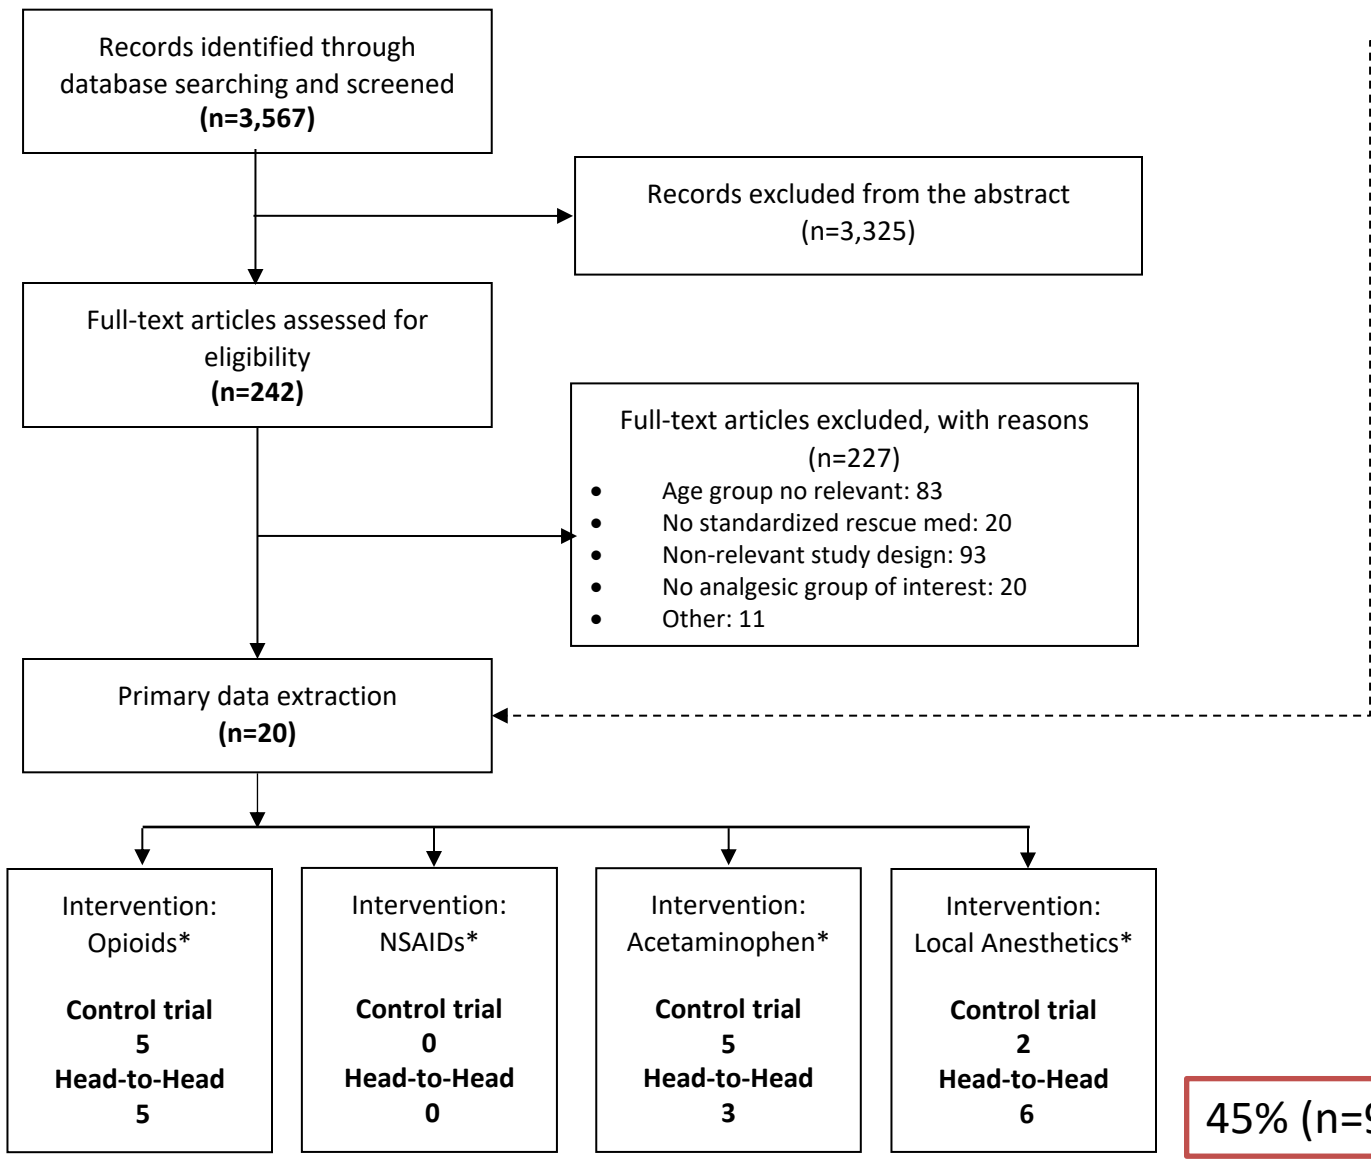 Records identified through
database searching and screened
(n=3,567)
Records excluded from the abstract
(n=3,325)
Full-text articles assessed for
eligibility
(n=242)
Full-text articles excluded, with reasons
(n=227)
• Age group no relevant: 83
• No standardized rescue med: 20
• Non-relevant study design: 93
• No analgesic group of interest: 20
• Other: 11
Primary data extraction
(n=20)
Intervention:
Opioids*
Control trial
5
Head-to-Head
5
Intervention:
NSAIDs*
Control trial
0
Head-to-Head
0
Intervention:
Acetaminophen*
Control trial
5
Head-to-Head
3
Intervention:
Local Anesthetics*
Control trial
2
Head-to-Head
6
45% (n=9